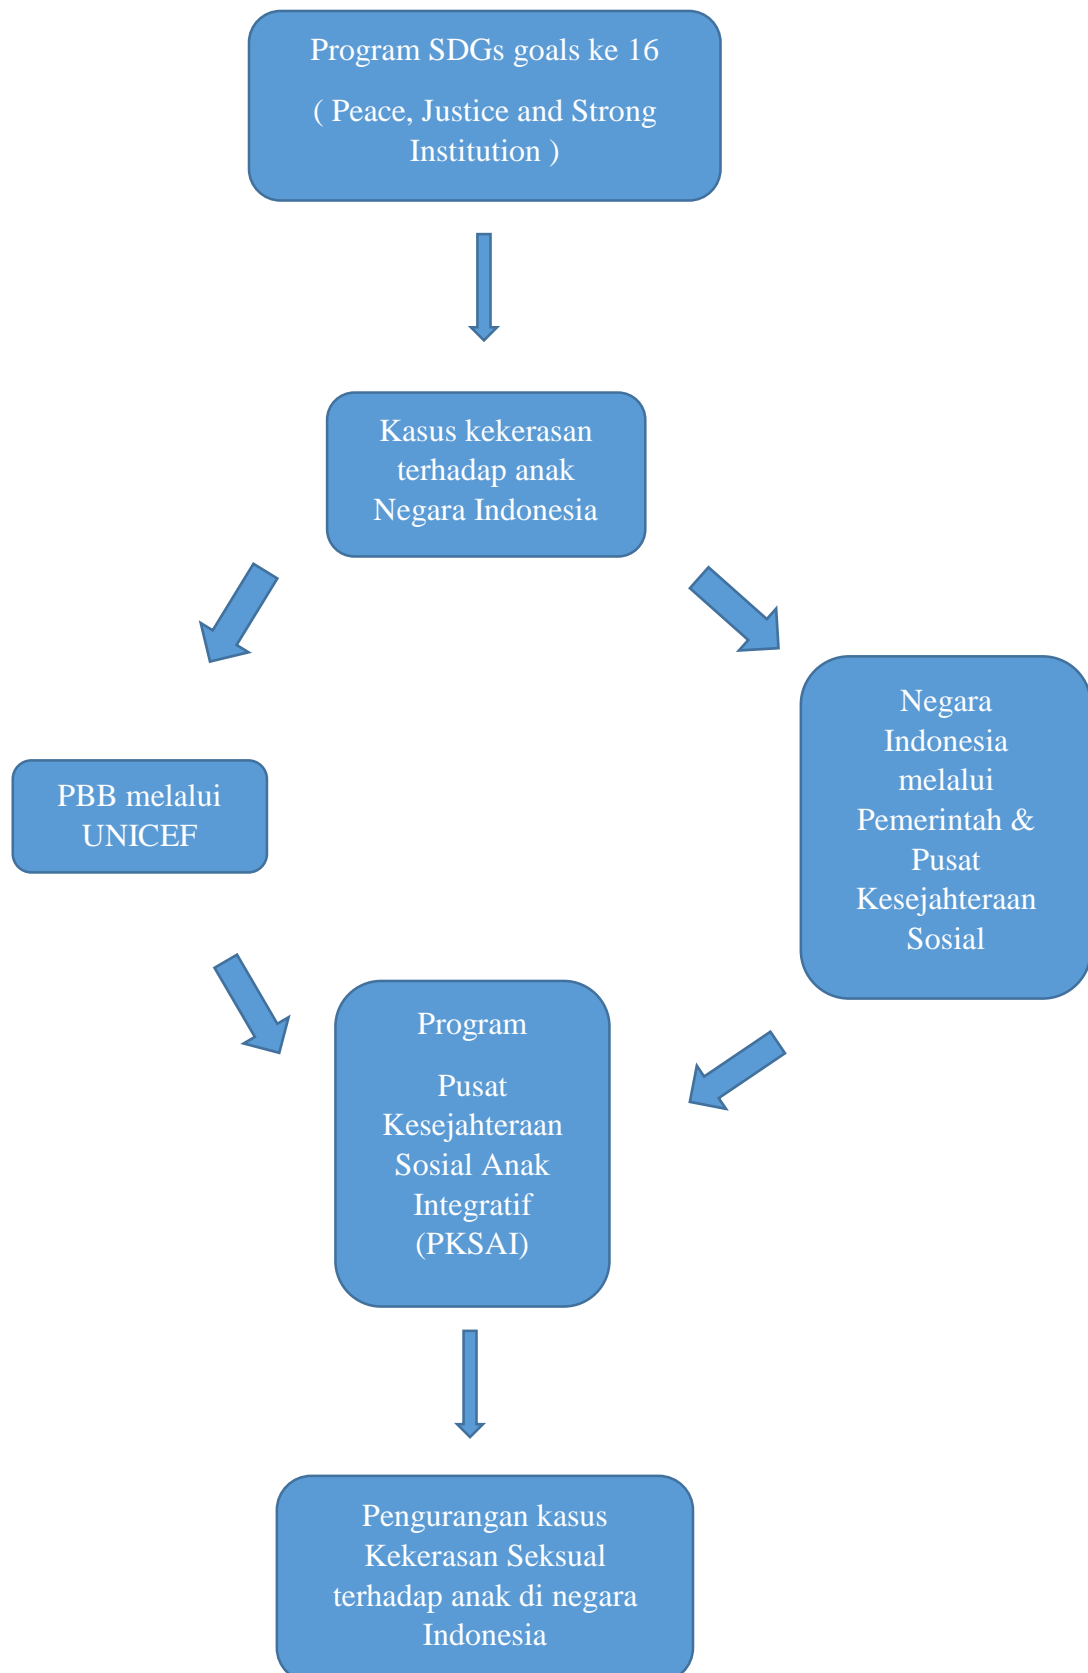 Program SDGs goals ke 16
( Peace, Justice and Strong
Institution )
Kasus kekerasan
terhadap anak
Negara Indonesia
PBB melalui
UNICEF
Negara
Indonesia
melalui
Pemerintah &
Pusat
Kesejahteraan
Sosial
Program
Pusat
Kesejahteraan
Sosial Anak
Integratif
(PKSAI)
Pengurangan kasus
Kekerasan Seksual
terhadap anak di negara
Indonesia